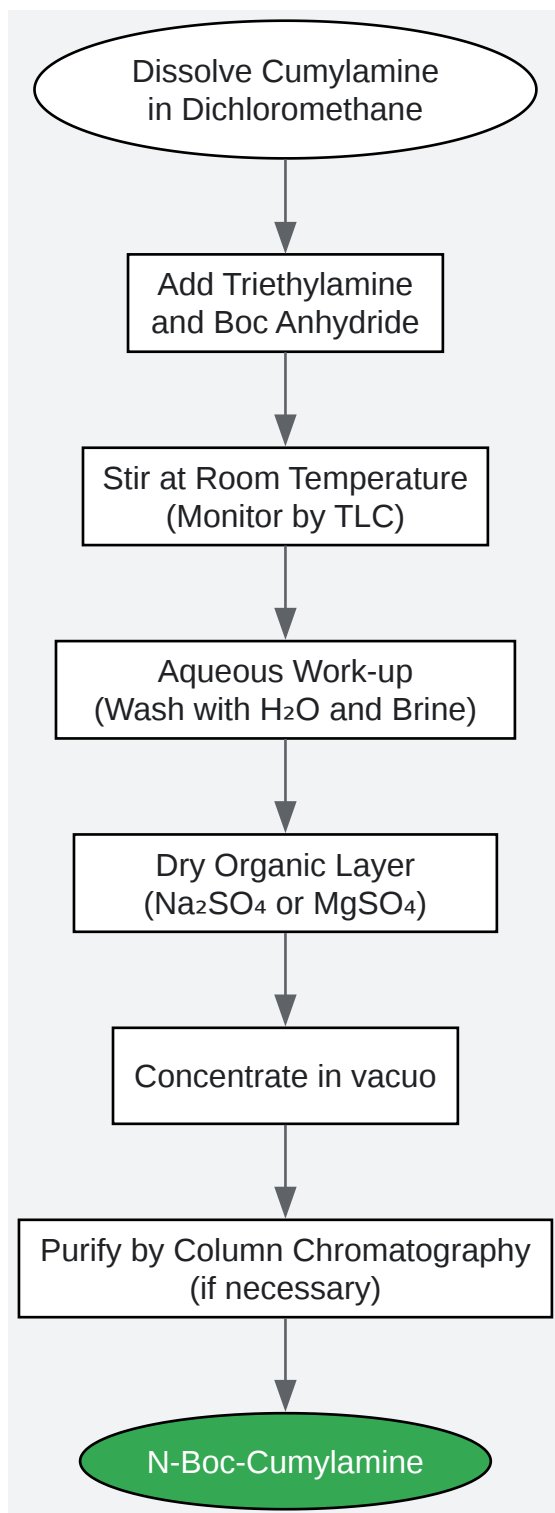 Dissolve Cumylamine
in Dichloromethane
Add Triethylamine
and Boc Anhydride
Stir at Room Temperature
(Monitor by TLC)
Aqueous Work-up
(Wash with H₂O and Brine)
Dry Organic Layer
(Na₂SO₄ or MgSO₄)
Concentrate in vacuo
Purify by Column Chromatography
(if necessary)
N-Boc-Cumylamine